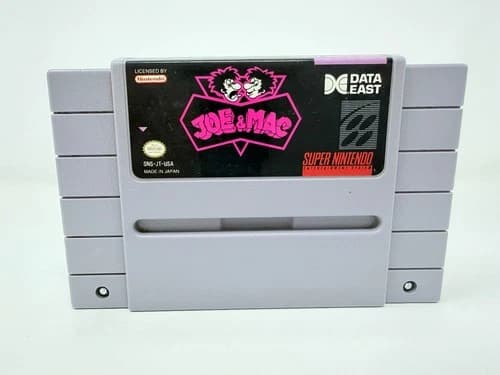 LICENSED BY
Nintendo
DATA
EAST
JOE & MAC
SNS-JT-USA
MADE IN JAPAN
SUPER NINTENDO